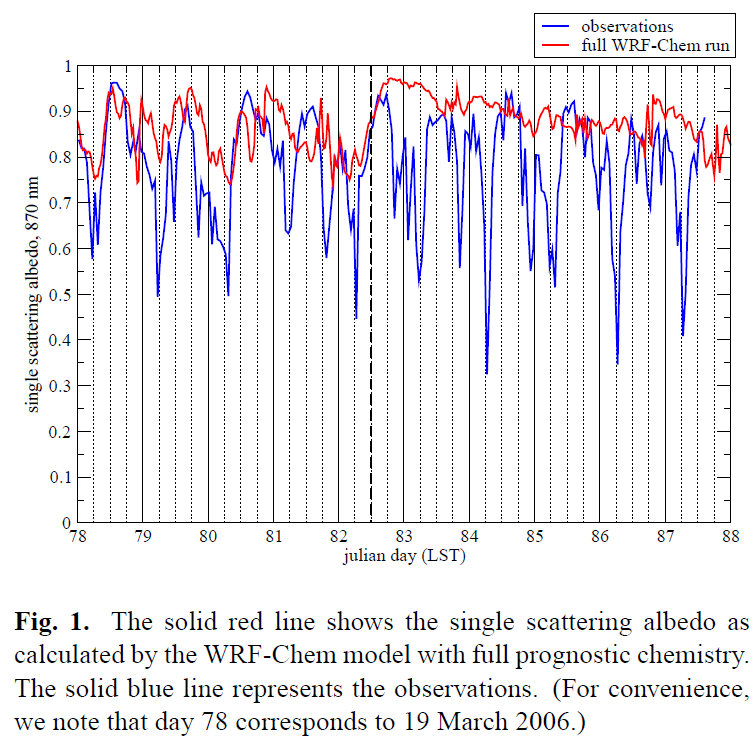 observations
full WRF-Chem run
1
0.9
0.8
0.7
0.6
0.5
0.4
0.3
0.2
0.1
0
single scattering albedo, 870 nm
78 79 80 81 82 83 84 85 86 87 88
julian day (LST)
Fig. 1. The solid red line shows the single scattering albedo as
calculated by the WRF-Chem model with full prognostic chemistry.
The solid blue line represents the observations. (For convenience,
we note that day 78 corresponds to 19 March 2006.)